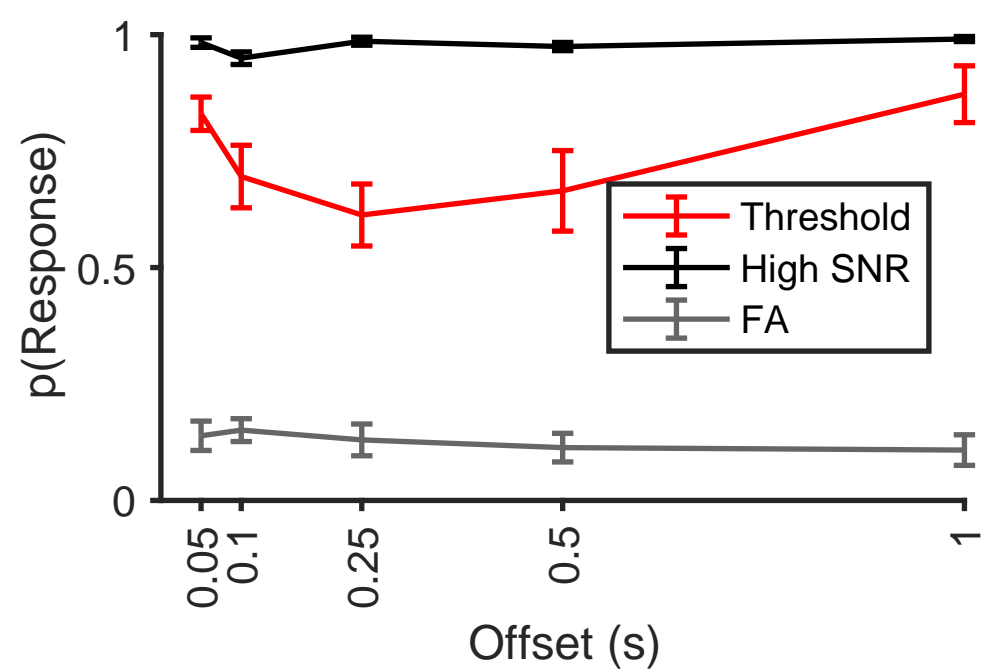 1
0.5
0
p(Response)
Threshold
High SNR
FA
0.05
0.1
0.25
0.5
1
Offset (s)